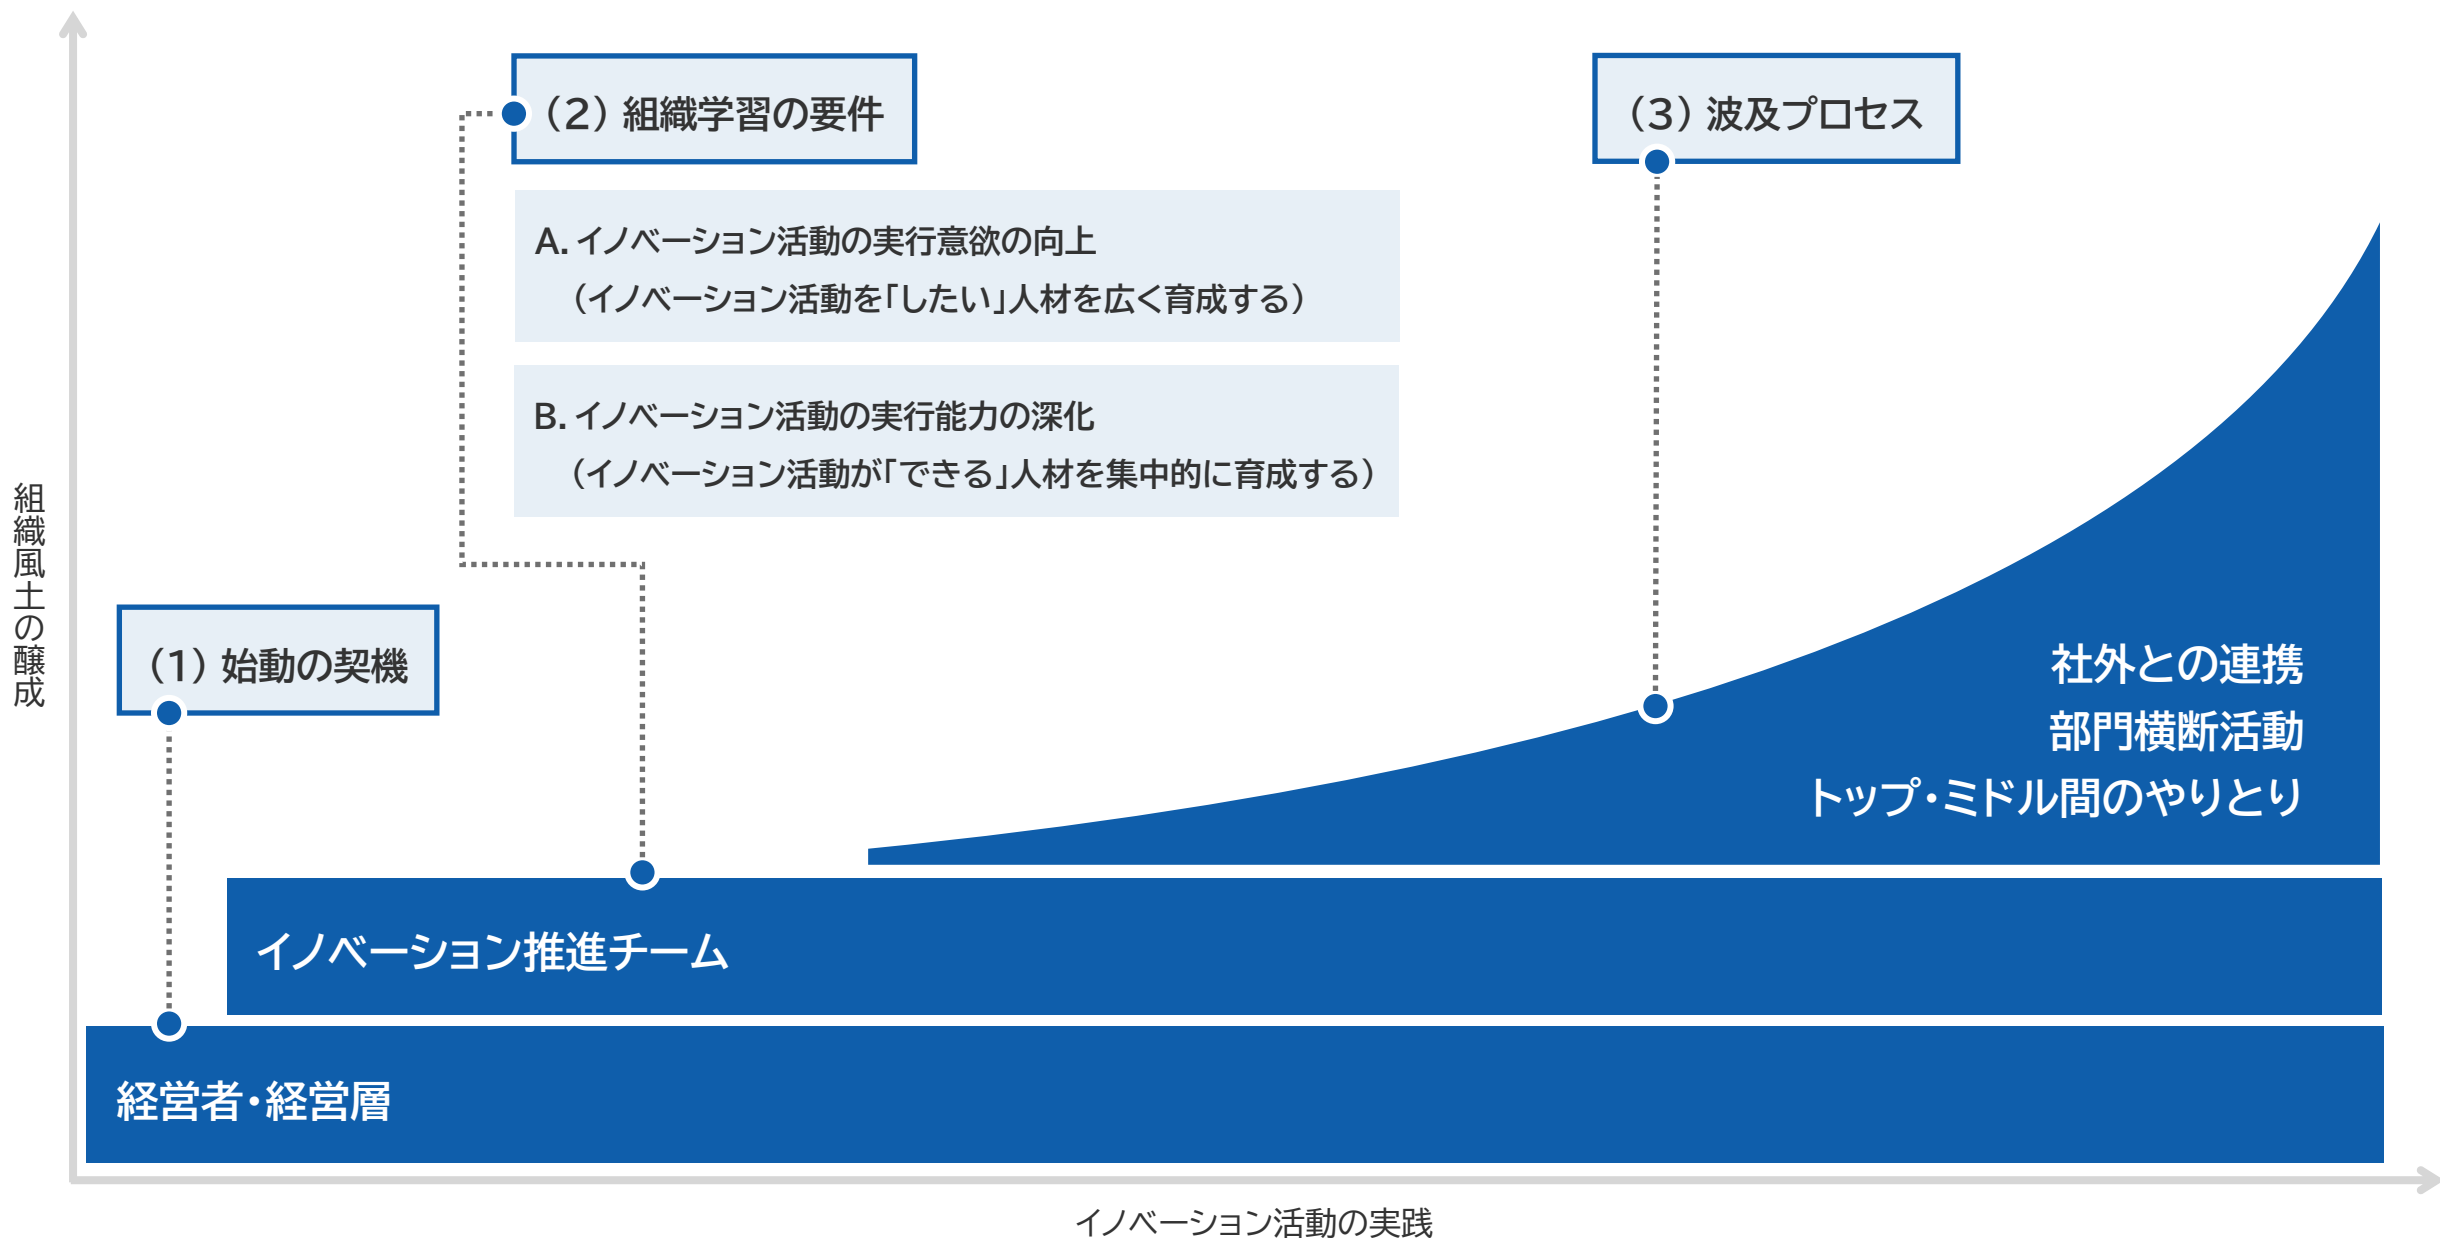 (2) 組織学習の要件
A. イノベーション活動の実行意欲の向上
(イノベーション活動を「したい」人材を広く育成する)
B. イノベーション活動の実行能力の深化
(イノベーション活動が「できる」人材を集中的に育成する)
(3) 波及プロセス
組織風土の醸成
(1) 始動の契機
社外との連携
部門横断活動
トップ・ミドル間のやりとり
イノベーション推進チーム
経営者・経営層
イノベーション活動の実践